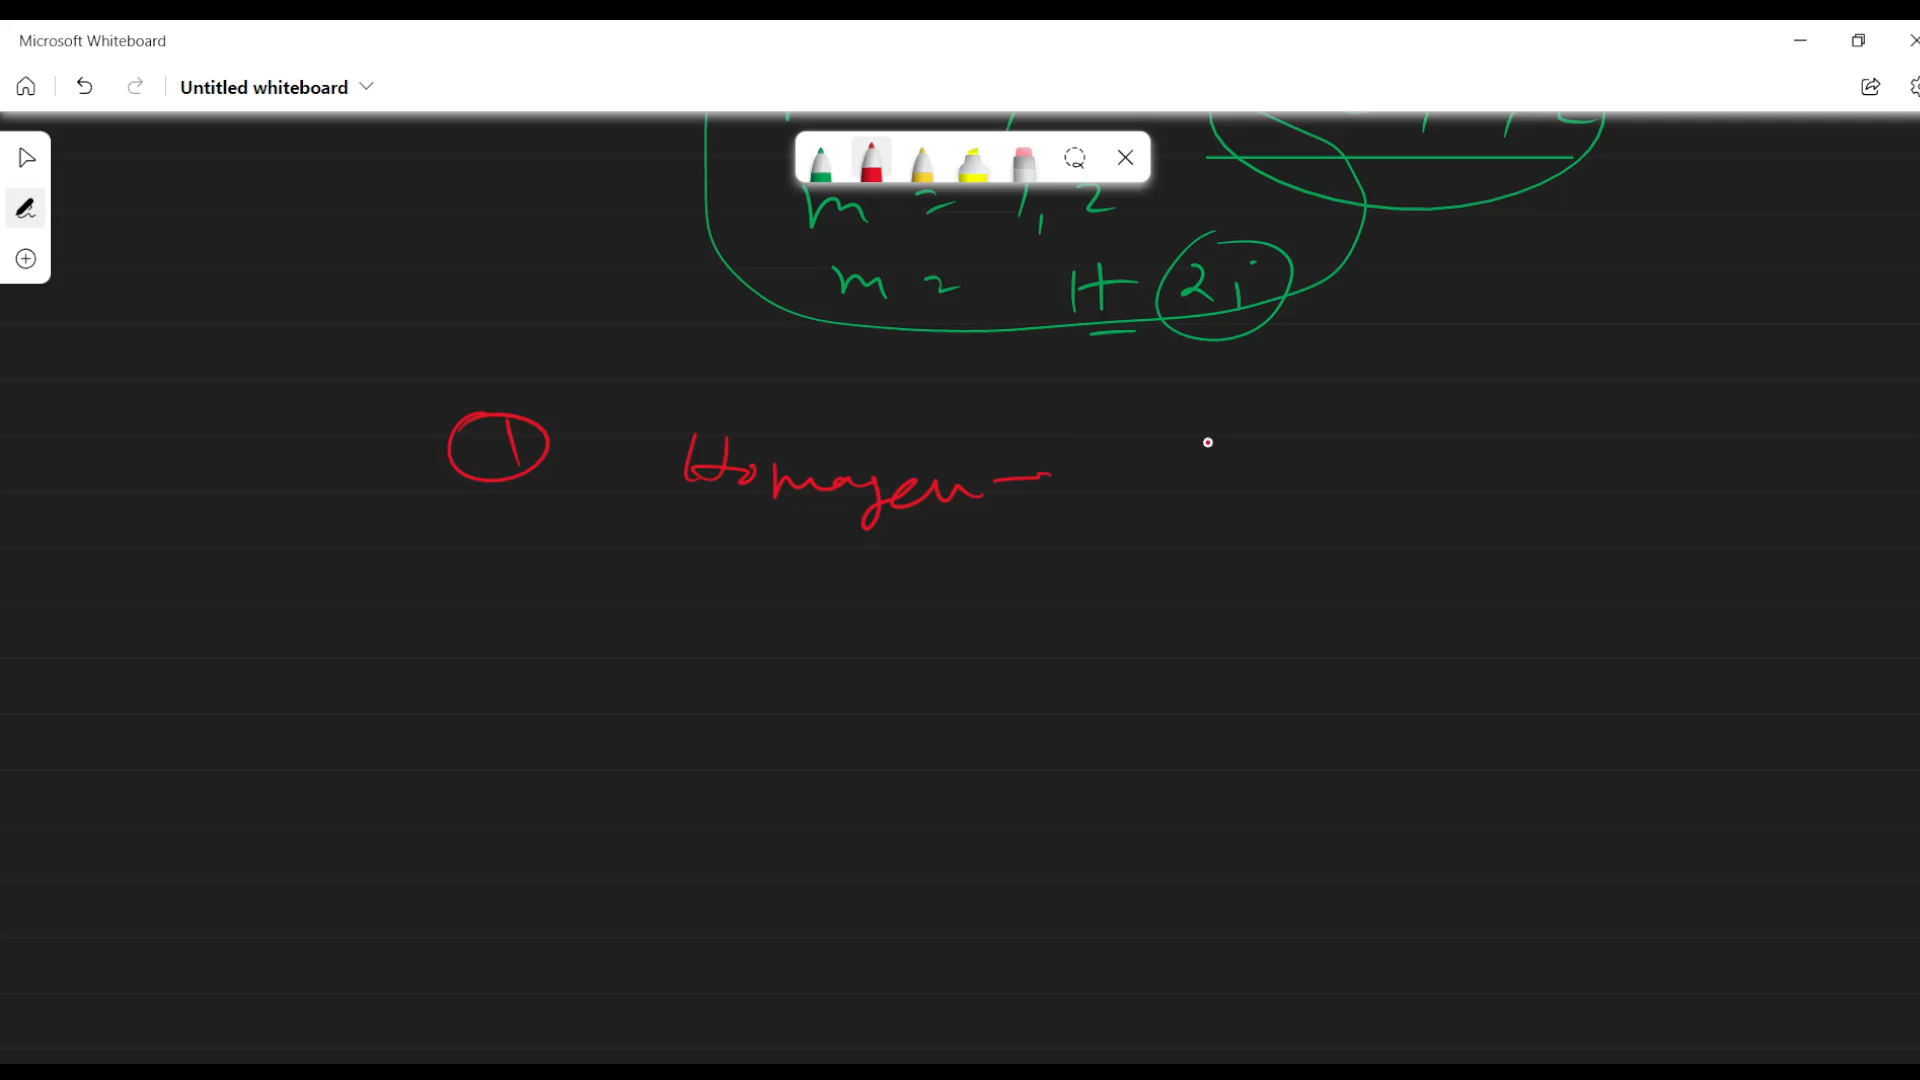 Microsoft Whiteboard
Untitled whiteboard
m = 1, 2
m = 1+ 2i
1 Homogen—